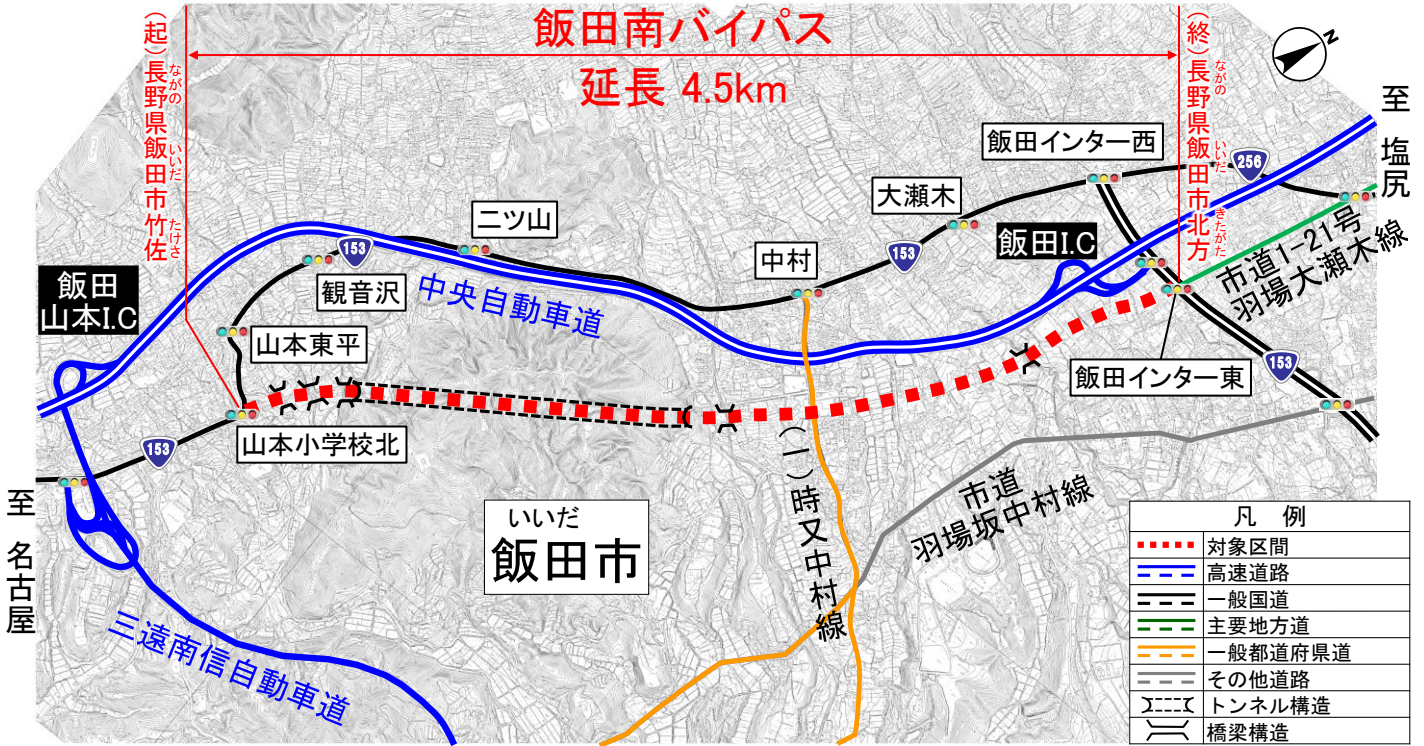 飯田南バイパス
延長 4.5km
(起)長野県飯田市竹佐
ながの
いいだ
たけさ
(終)長野県飯田市北方
ながの
いいだ
きたがた
N
至 塩尻
飯田インター西
256
大瀬木
二ツ山
153
中村
153
飯田I.C
市道1-21号
羽場大瀬木線
飯田
山本I.C
観音沢
中央自動車道
山本東平
飯田インター東
153
山本小学校北
153
至 名古屋
いいだ
飯田市
(一)時又中村線
市道
羽場坂中村線
三遠南信自動車道
凡 例
対象区間
高速道路
一般国道
主要地方道
一般都道府県道
その他道路
トンネル構造
橋梁構造